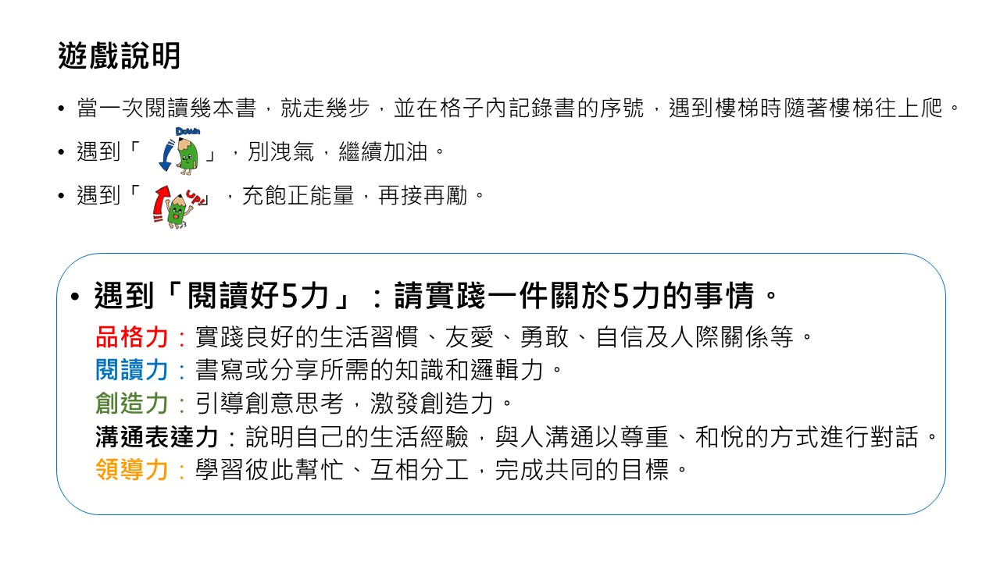 遊戲說明
• 當一次閱讀幾本書，就走幾步，並在格子內記錄書的序號，遇到樓梯時隨著樓梯往上爬。
• 遇到「 DoWn 」，別洩氣，繼續加油。
• 遇到「 UP!! 」，充飽正能量，再接再勵。
• 遇到「閱讀好5力」：請實踐一件關於5力的事情。
品格力：實踐良好的生活習慣、友愛、勇敢、自信及人際關係等。
閱讀力：書寫或分享所需的知識和邏輯力。
創造力：引導創意思考，激發創造力。
溝通表達力：說明自己的生活經驗，與人溝通以尊重、和悅的方式進行對話。
領導力：學習彼此幫忙、互相分工，完成共同的目標。